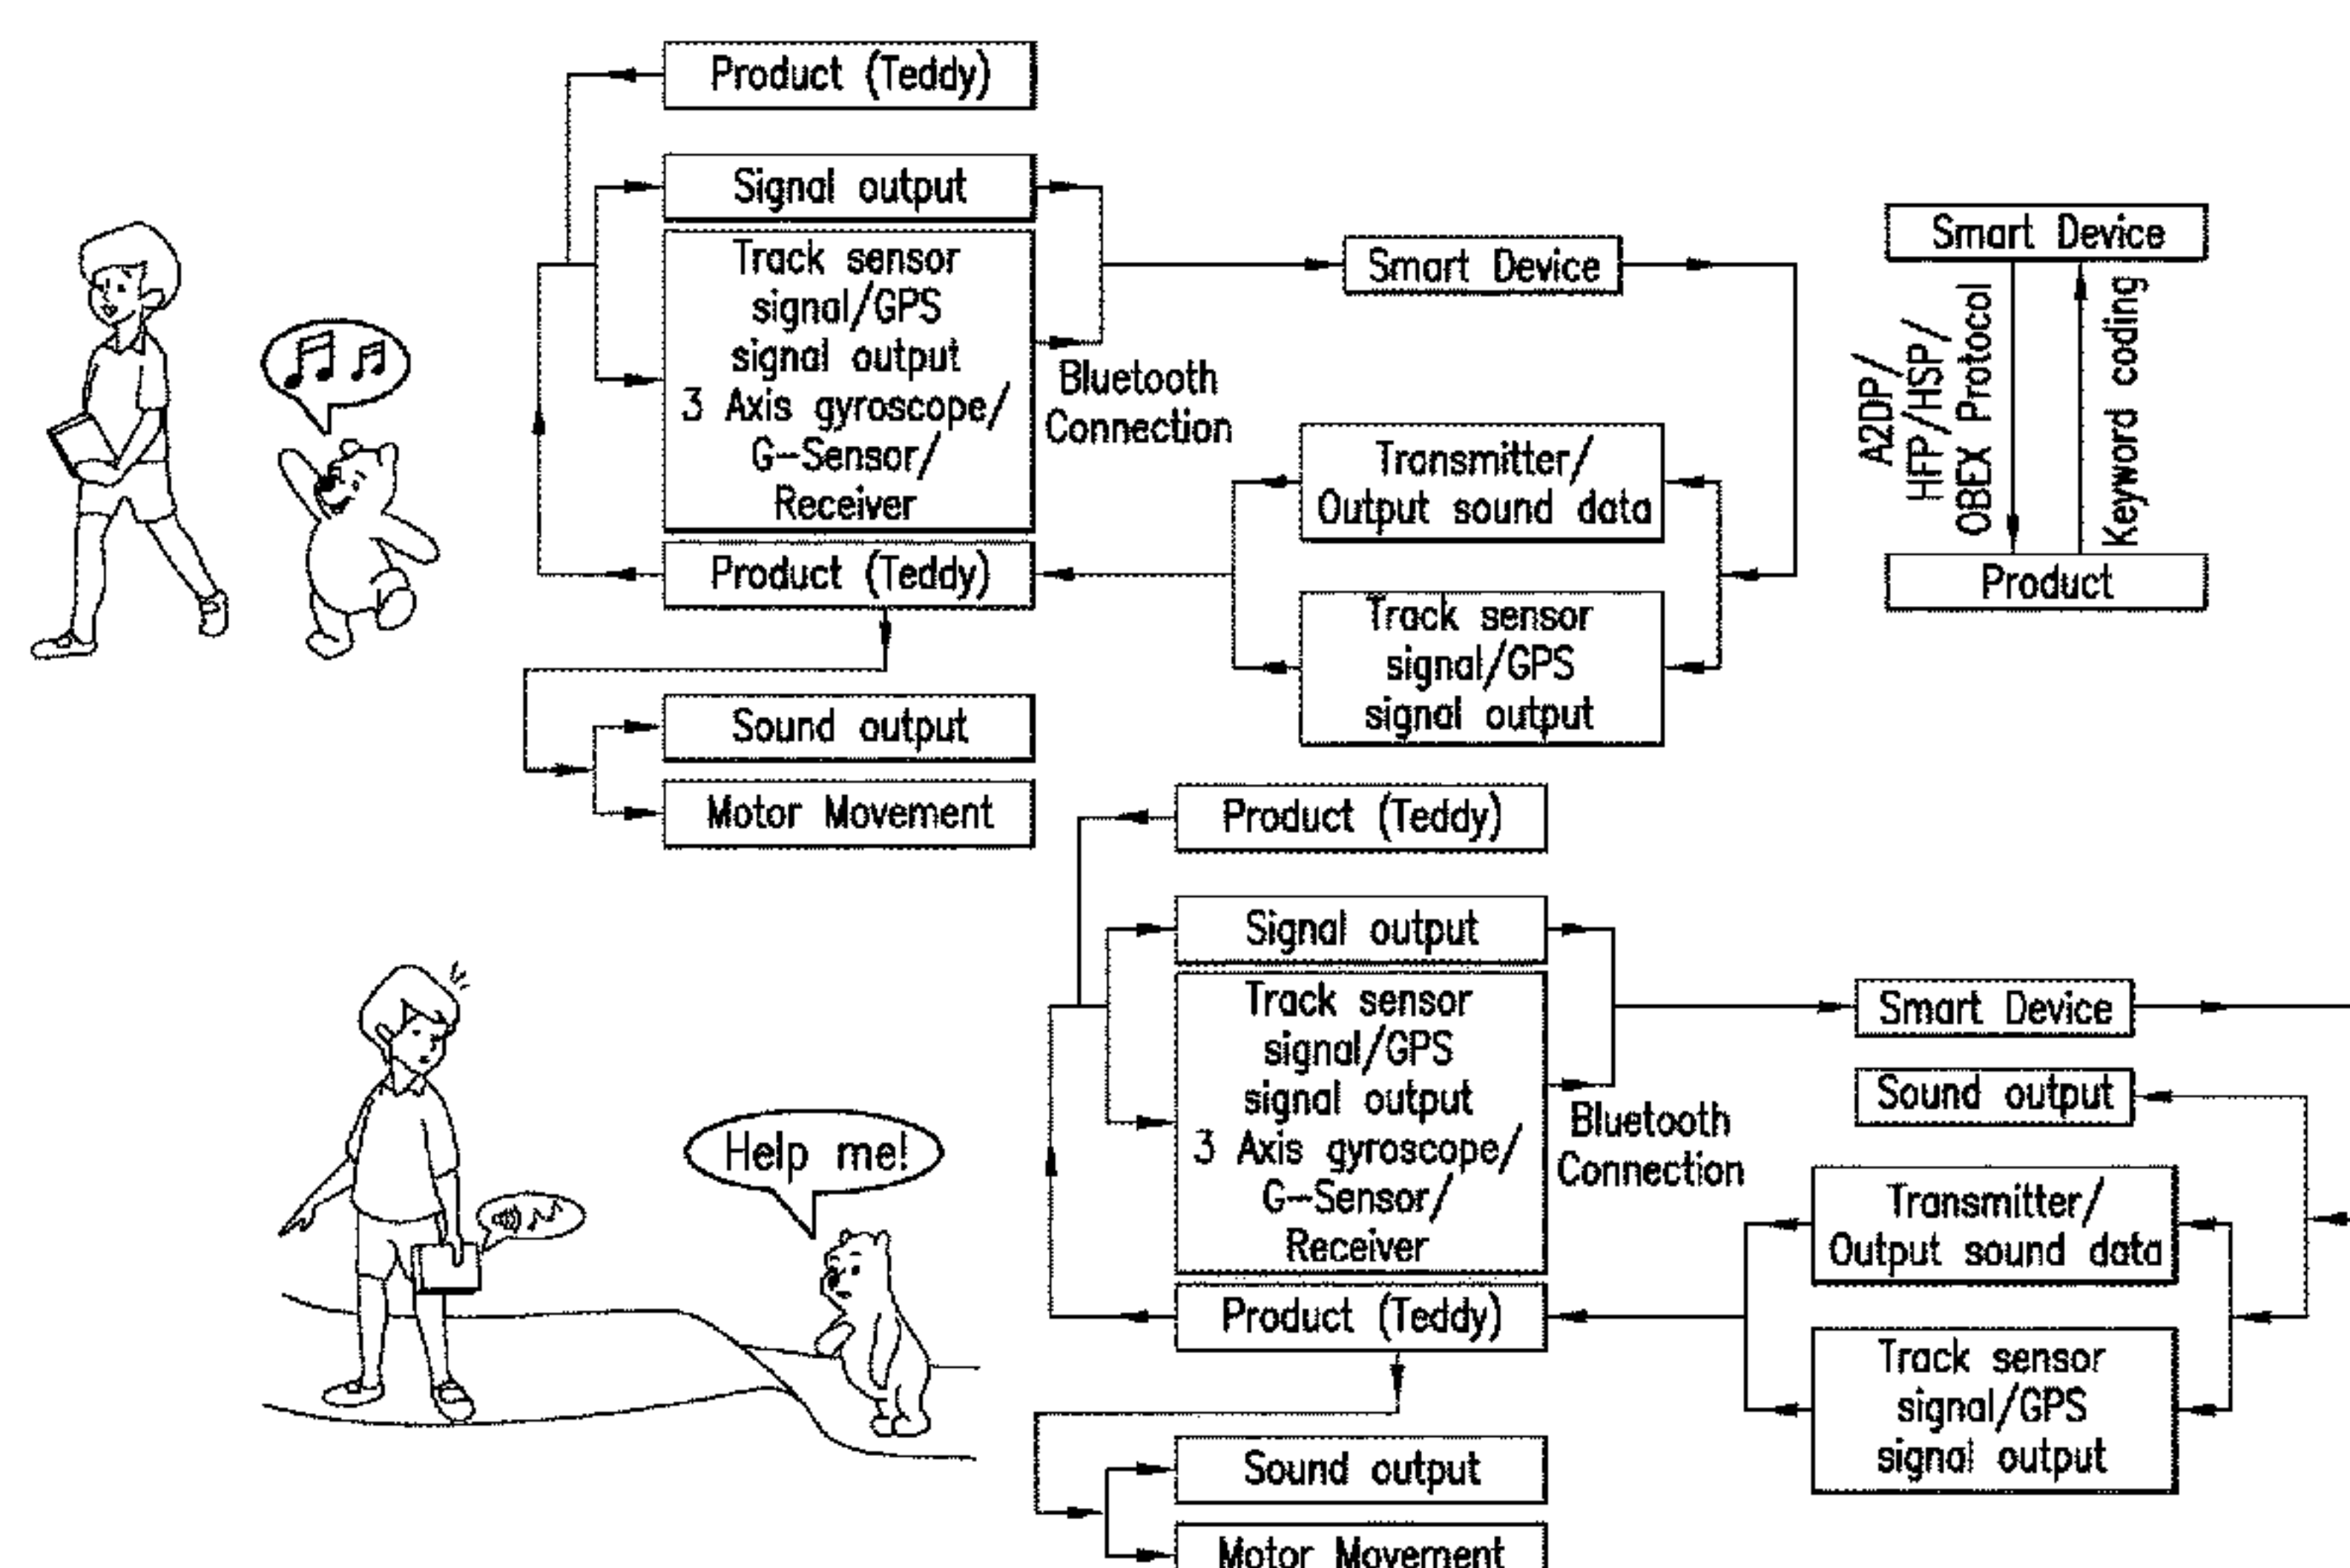 Product (Teddy)
Signal output
Track sensor
signal/GPS
signal output
3 Axis gyroscope/
G-Sensor/
Receiver
Bluetooth
Connection
Product (Teddy)
Sound output
Motor Movement
Smart Device
Transmitter/
Output sound data
Track sensor
signal/GPS
signal output
Smart Device
A2DP/
HFP/HSP/
OBEX Protocol
Keyword coding
Product
Help me!
Product (Teddy)
Signal output
Track sensor
signal/GPS
signal output
3 Axis gyroscope/
G-Sensor/
Receiver
Bluetooth
Connection
Product (Teddy)
Sound output
Motor Movement
Smart Device
Sound output
Transmitter/
Output sound data
Track sensor
signal/GPS
signal output